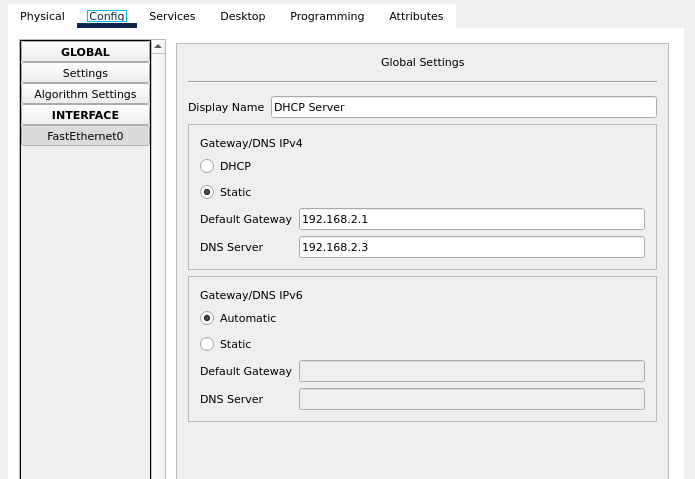 Physical Config Services Desktop Programming Attributes
GLOBAL
Settings
Algorithm Settings
INTERFACE
FastEthernet0
Global Settings
Display Name DHCP Server
Gateway/DNS IPv4
DHCP
Static
Default Gateway 192.168.2.1
DNS Server 192.168.2.3
Gateway/DNS IPv6
Automatic
Static
Default Gateway
DNS Server